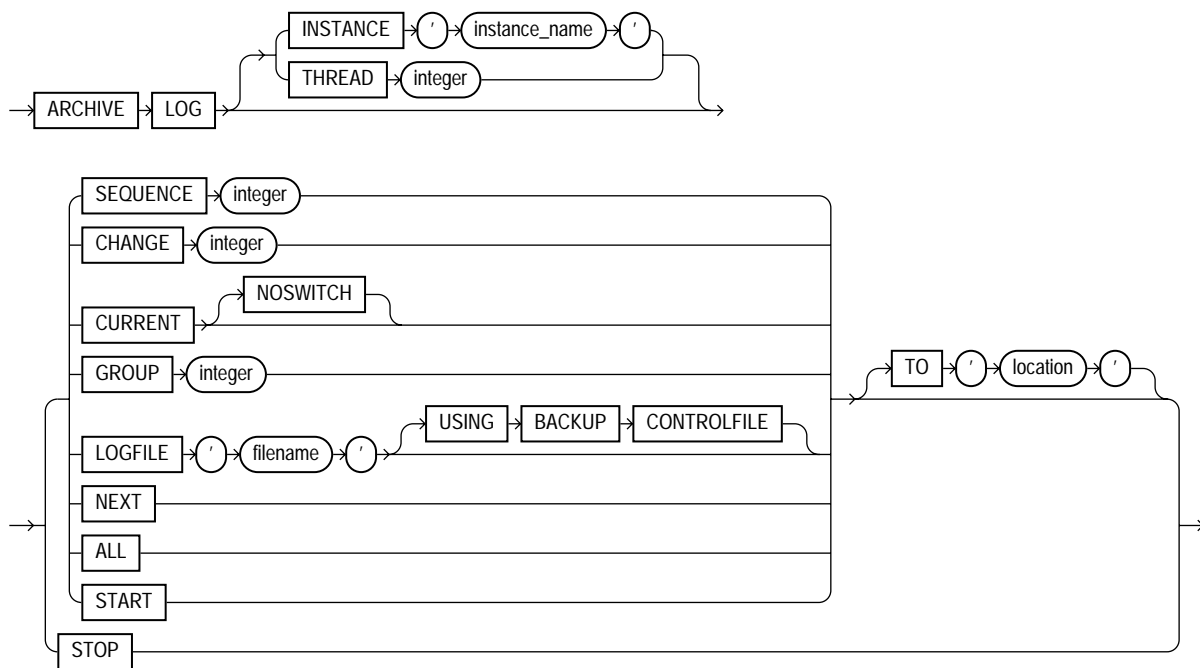 INSTANCE ' instance_name '
THREAD integer
ARCHIVE LOG
SEQUENCE integer
CHANGE integer
NOSWITCH
CURRENT
GROUP integer
TO ' location '
USING BACKUP CONTROLFILE
LOGFILE ' filename '
NEXT
ALL
START
STOP